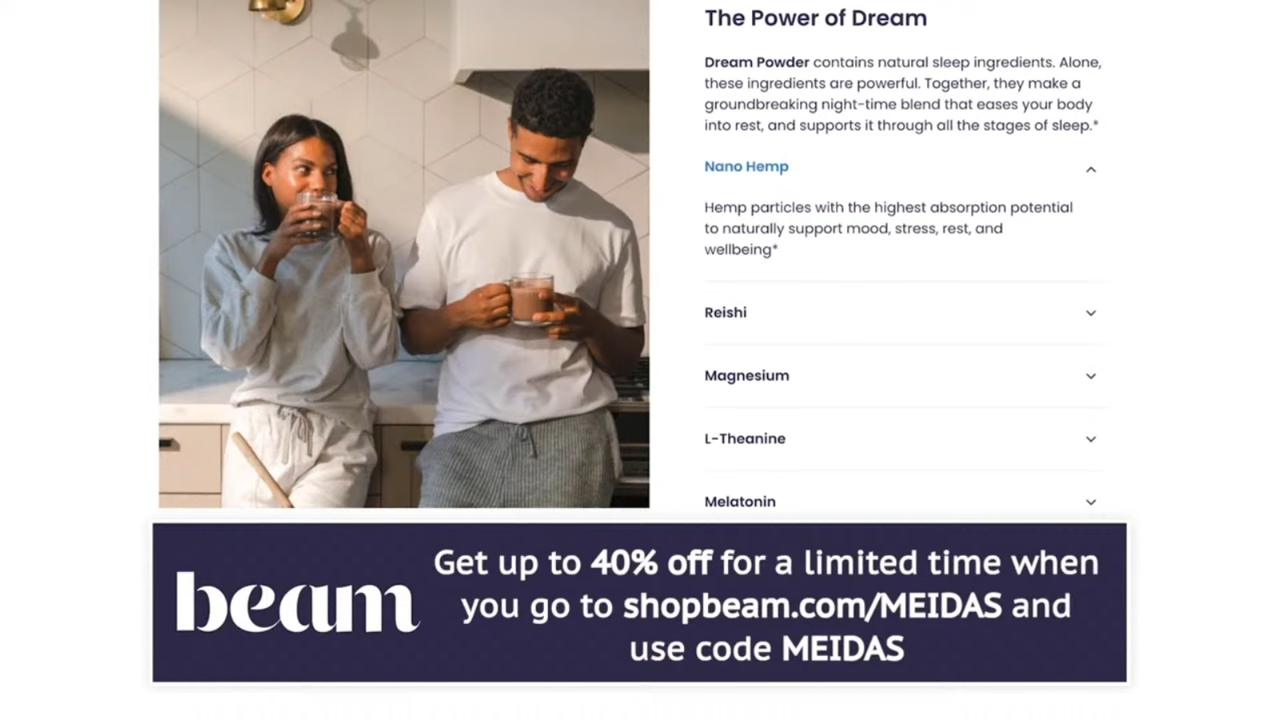 The Power of Dream
Dream Powder contains natural sleep ingredients. Alone,
these ingredients are powerful. Together, they make a
groundbreaking night-time blend that eases your body
into rest, and supports it through all the stages of sleep.*
Nano Hemp
Hemp particles with the highest absorption potential
to naturally support mood, stress, rest, and
wellbeing*
Reishi
Magnesium
L-Theanine
Melatonin
beam
Get up to 40% off for a limited time when
you go to shopbeam.com/MEIDAS and
use code MEIDAS